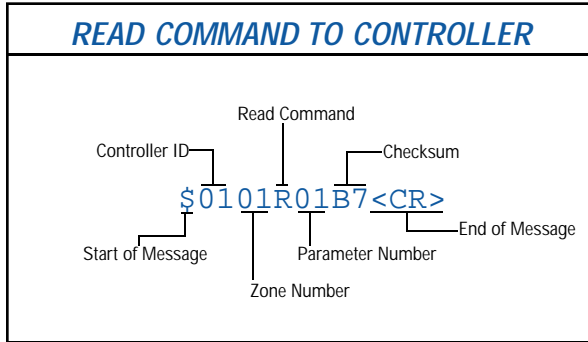 READ COMMAND TO CONTROLLER
Read Command
Controller ID
Checksum
$0101R01B7<CR>
End of Message
Start of Message
Parameter Number
Zone Number